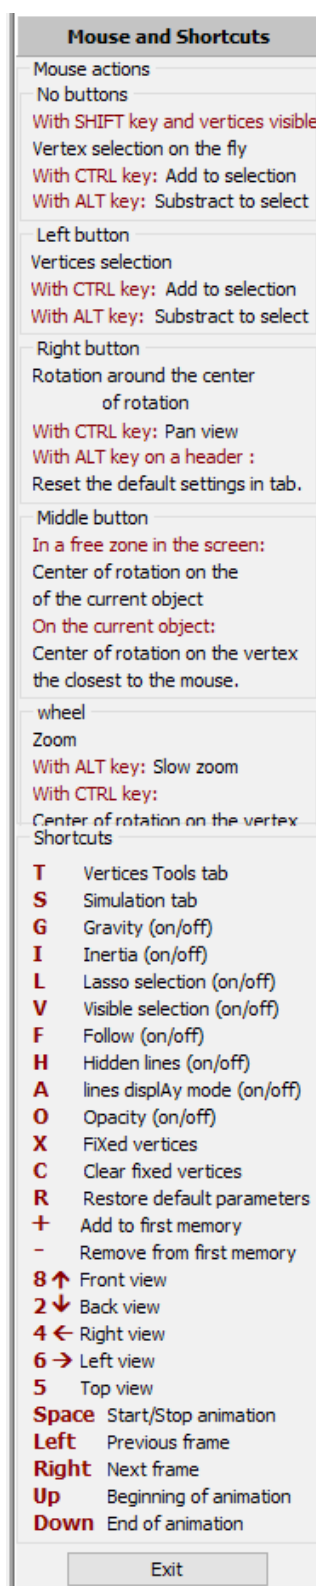 Mouse and Shortcuts
Mouse actions
No buttons
With SHIFT key and vertices visible
Vertex selection on the fly
With CTRL key: Add to selection
With ALT key: Substract to select
Left button
Vertices selection
With CTRL key: Add to selection
With ALT key: Substract to select
Right button
Rotation around the center
of rotation
With CTRL key: Pan view
With ALT key on a header :
Reset the default settings in tab.
Middle button
In a free zone in the screen:
Center of rotation on the
of the current object
On the current object:
Center of rotation on the vertex
the closest to the mouse.
wheel
Zoom
With ALT key: Slow zoom
With CTRL key:
Center of rotation on the vertex
Shortcuts
T Vertices Tools tab
S Simulation tab
G Gravity (on/off)
I Inertia (on/off)
L Lasso selection (on/off)
V Visible selection (on/off)
F Follow (on/off)
H Hidden lines (on/off)
A lines displAy mode (on/off)
O Opacity (on/off)
X FiXed vertices
C Clear fixed vertices
R Restore default parameters
+ Add to first memory
- Remove from first memory
8 ↑ Front view
2 ↓ Back view
4 ← Right view
6 → Left view
5 Top view
Space Start/Stop animation
Left Previous frame
Right Next frame
Up Beginning of animation
Down End of animation
Exit